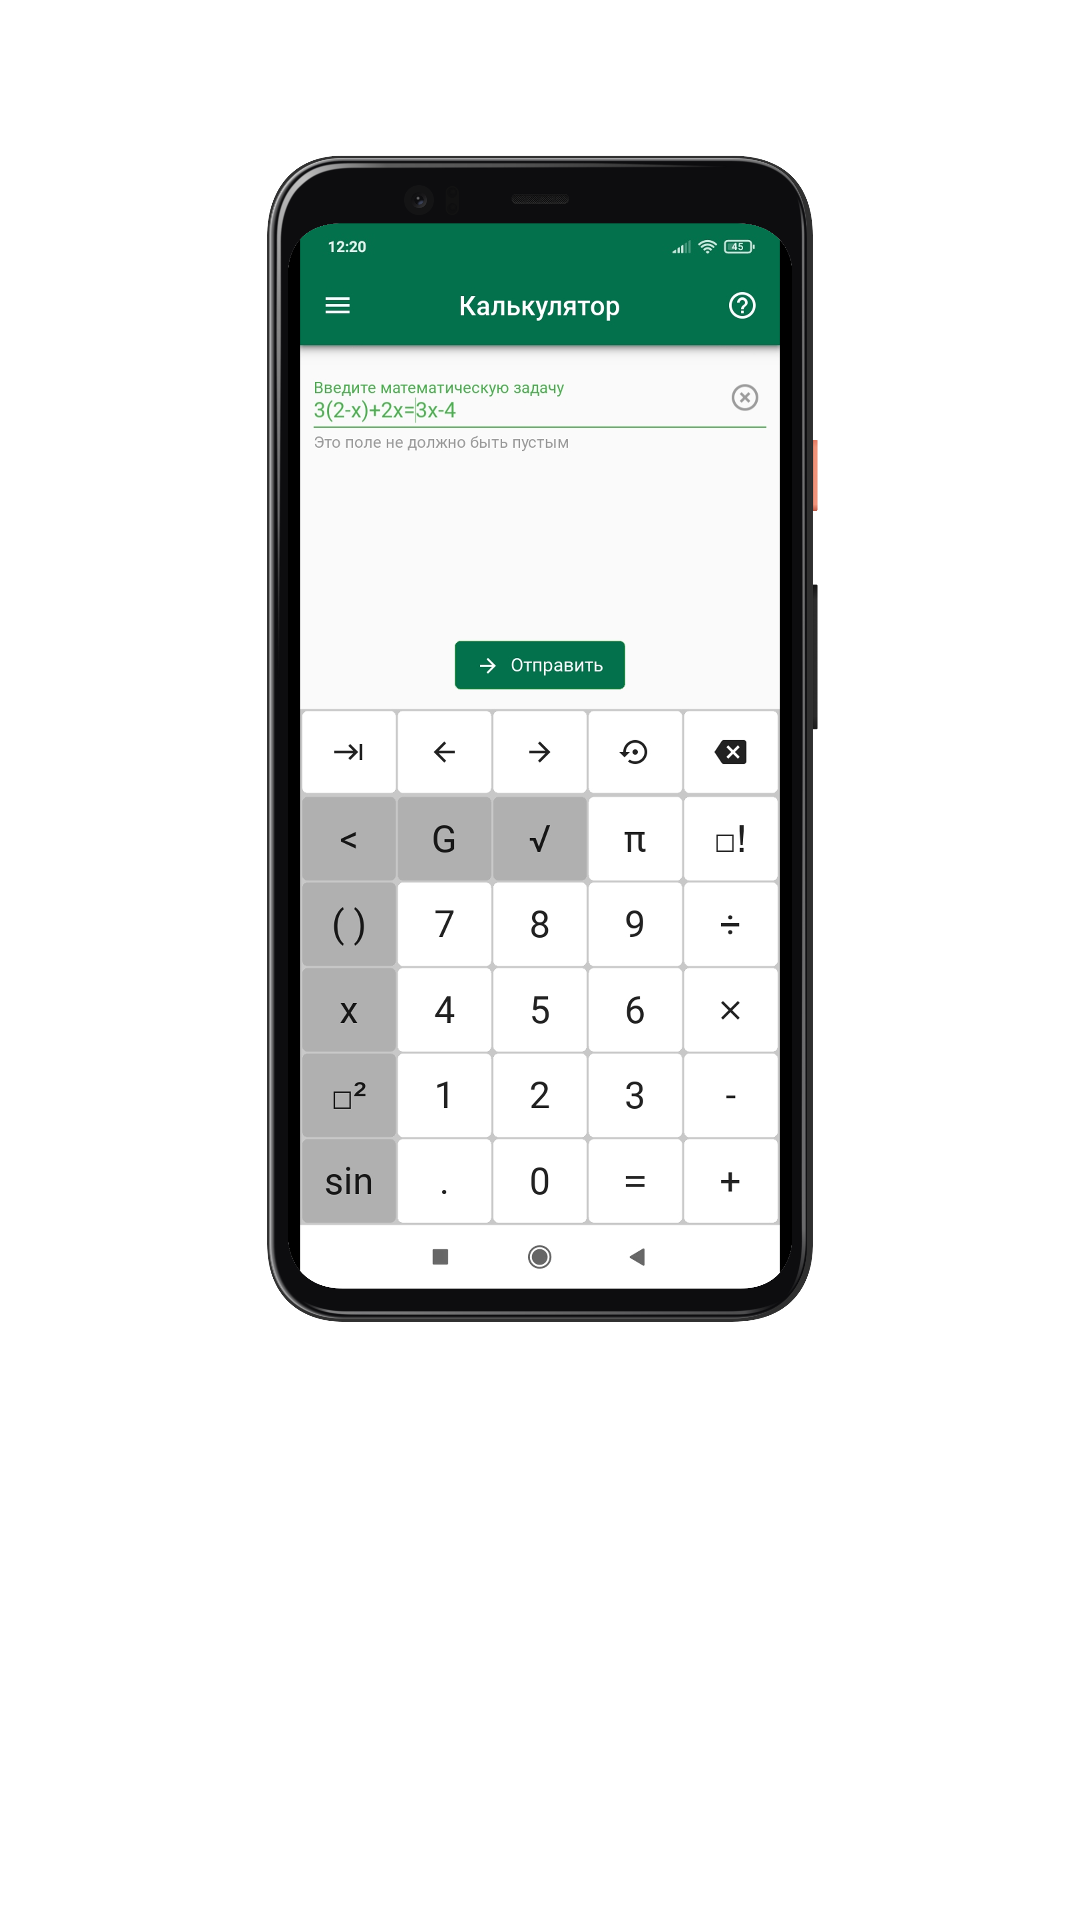 12:20
45
Калькулятор
Введите математическую задачу
3(2-x)+2x=3x-4
Это поле не должно быть пустым
Отправить
< G √ π □!
( ) 7 8 9 ÷
x 4 5 6 ×
□² 1 2 3 -
sin . 0 = +